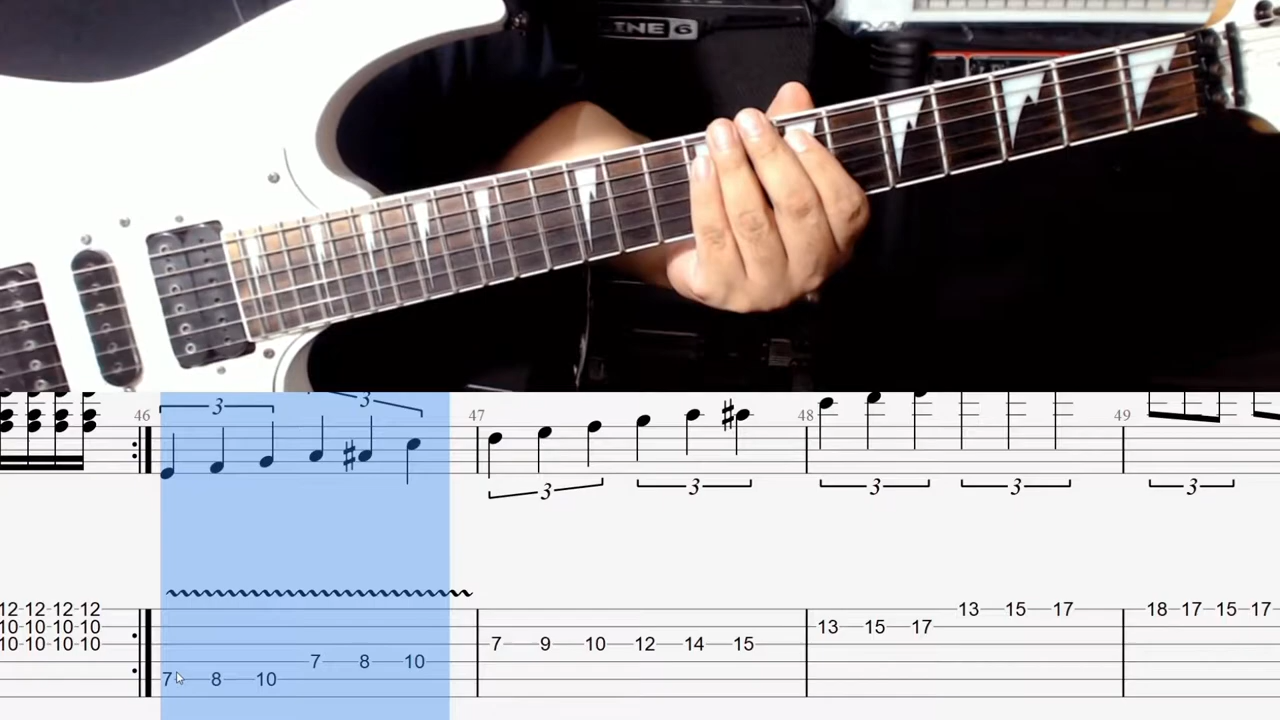 LINE 6
46 47 48 49
3 3 3 3 3 3 3
12 12 12 12 13 15 17 18 17 15 17
10 10 10 10 13 15 17
10 10 10 10 7 9 10 12 14 15
7 8 10
7 8 10